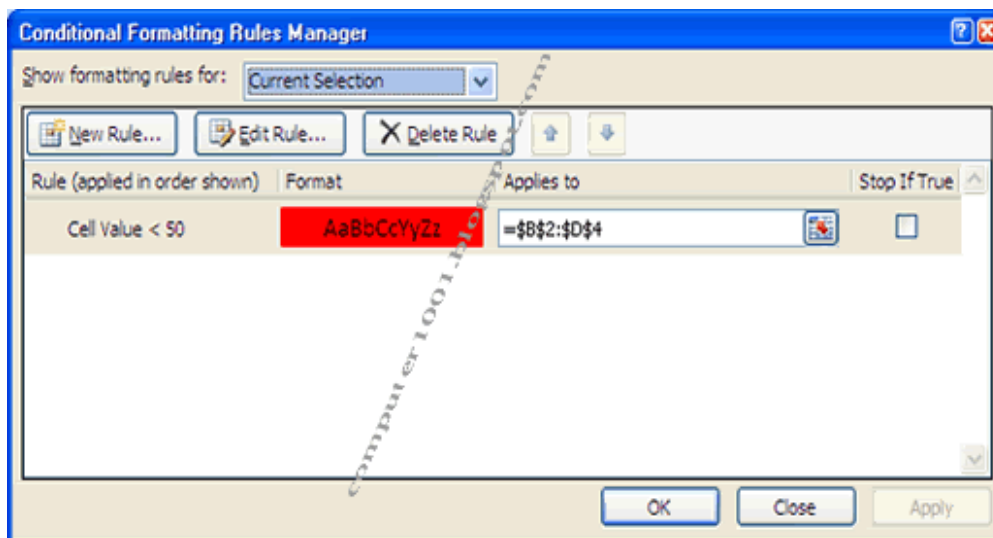 Conditional Formatting Rules Manager
Show formatting rules for: Current Selection
New Rule... Edit Rule... Delete Rule
Rule (applied in order shown) Format Applies to Stop If True
Cell Value < 50 AaBbCcYyZz =$B$2:$D$4
computer1001.blogspot.com
OK Close Apply